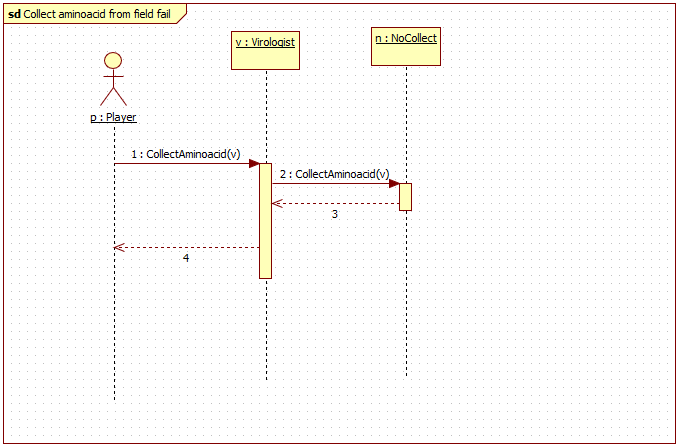 sd Collect aminoacid from field fail
v : Virologist
n : NoCollect
p : Player
1 : CollectAminoacid(v)
2 : CollectAminoacid(v)
3
4